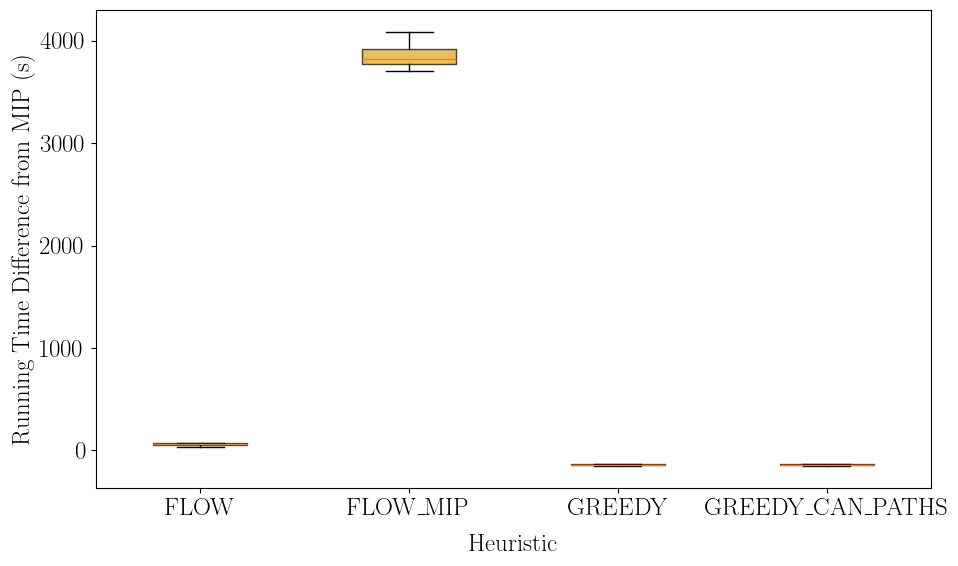 Running Time Difference from MIP (s)
4000
3000
2000
1000
0
FLOW
FLOW_MIP
GREEDY
GREEDY_CAN_PATHS
Heuristic